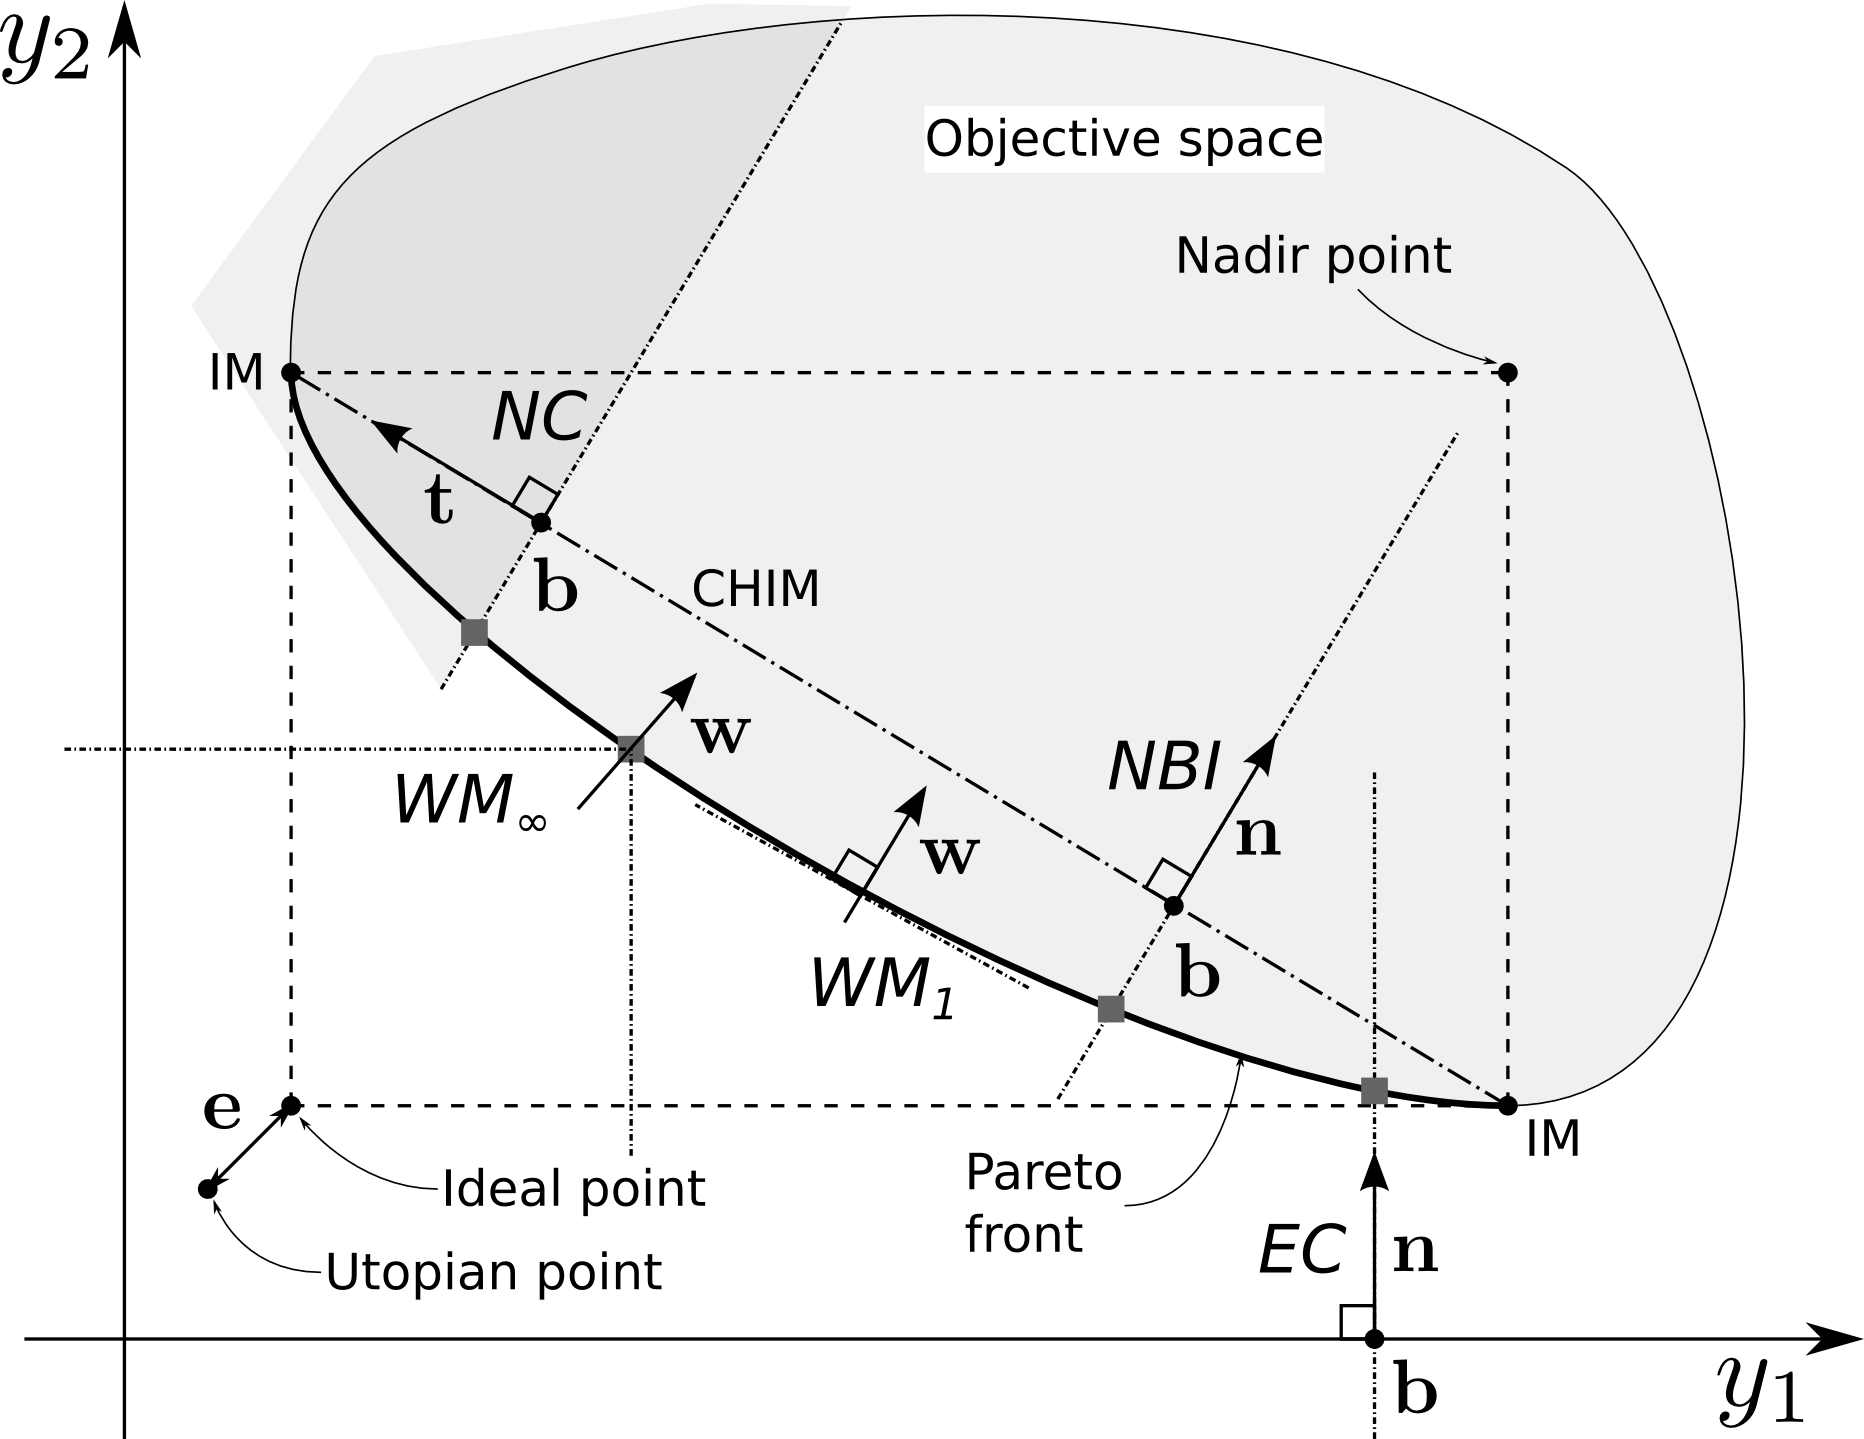 y₂
Objective space
Nadir point
IM
NC
t
b
CHIM
w
WM∞
NBI
n
w
WM₁
b
e
IM
Ideal point
Pareto
front
Utopian point
EC
n
b
y₁